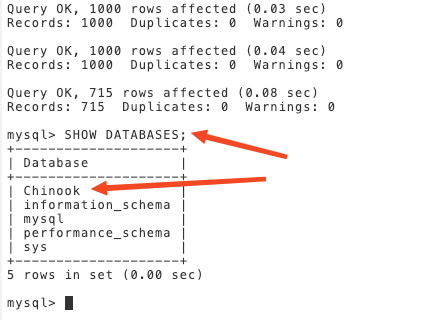 Query OK, 1000 rows affected (0.03 sec)
Records: 1000  Duplicates: 0  Warnings: 0

Query OK, 1000 rows affected (0.04 sec)
Records: 1000  Duplicates: 0  Warnings: 0

Query OK, 715 rows affected (0.08 sec)
Records: 715  Duplicates: 0  Warnings: 0

mysql> SHOW DATABASES;
+--------------------+
| Database           |
+--------------------+
| Chinook            |
| information_schema |
| mysql              |
| performance_schema |
| sys                |
+--------------------+
5 rows in set (0.00 sec)

mysql>